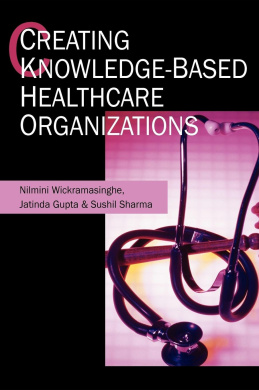 CREATING
KNOWLEDGE-BASED
HEALTHCARE
ORGANIZATIONS
Nilmini Wickramasinghe,
Jatinda Gupta & Sushil Sharma